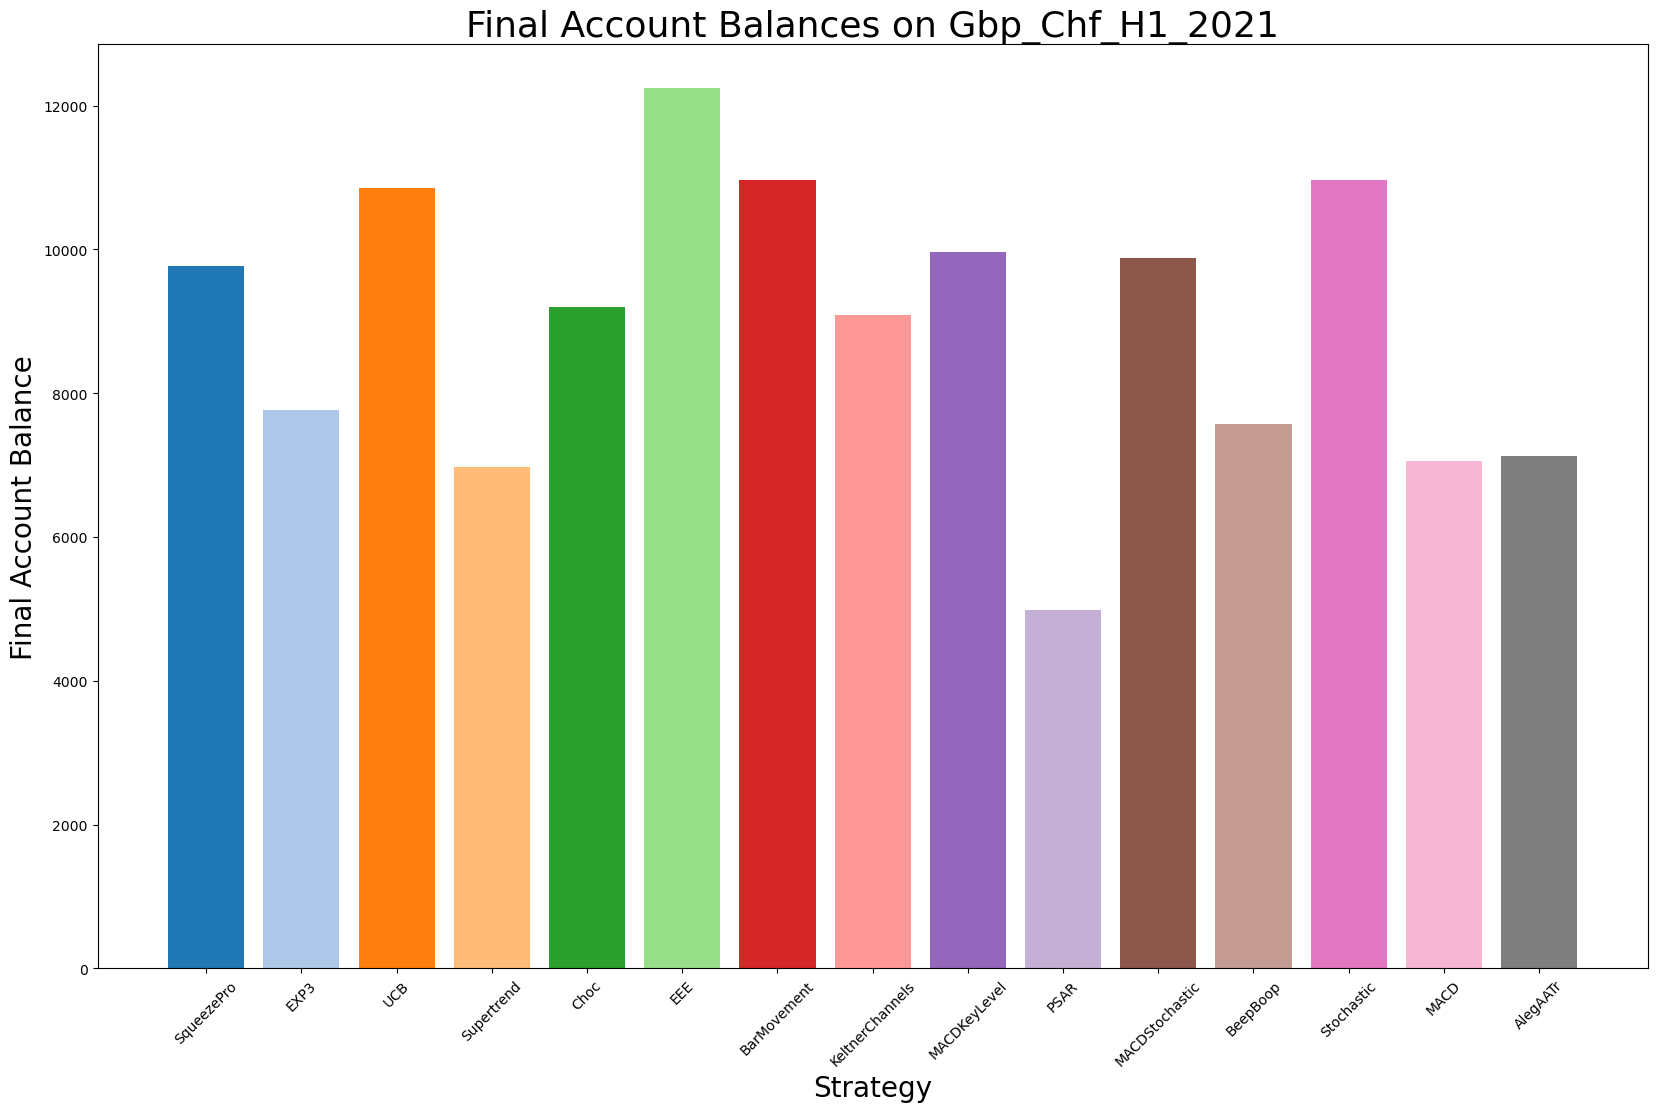 Final Account Balances on Gbp_Chf_H1_2021
Final Account Balance
12000
10000
8000
6000
4000
2000
0
SqueezePro
EXP3
UCB
Supertrend
Choc
EEE
BarMovement
KeltnerChannels
MACDKeyLevel
PSAR
MACDStochastic
BeepBoop
Stochastic
MACD
AlegAATr
Strategy